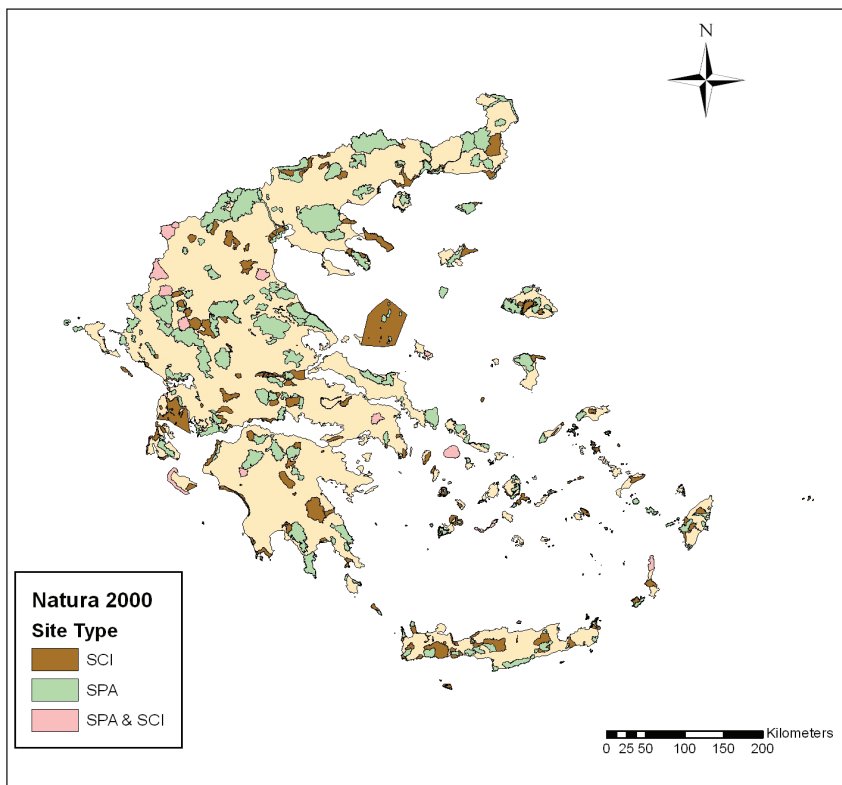 N
Natura 2000
Site Type
SCI
SPA
SPA & SCI
Kilometers
0 25 50 100 150 200